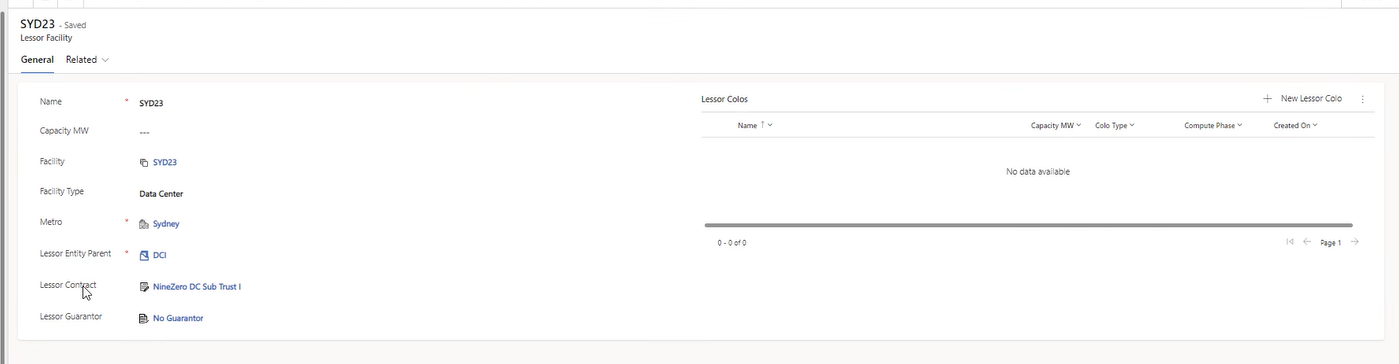 SYD23 - Saved
Lessor Facility
General Related
Name * SYD23
Capacity MW ---
Facility SYD23
Facility Type Data Center
Metro * Sydney
Lessor Entity Parent * DCI
Lessor Contract NineZero DC Sub Trust I
Lessor Guarantor No Guarantor
Lessor Colos + New Lessor Colo
Name ↑ Capacity MW Colo Type Compute Phase Created On
No data available
0 - 0 of 0 Page 1